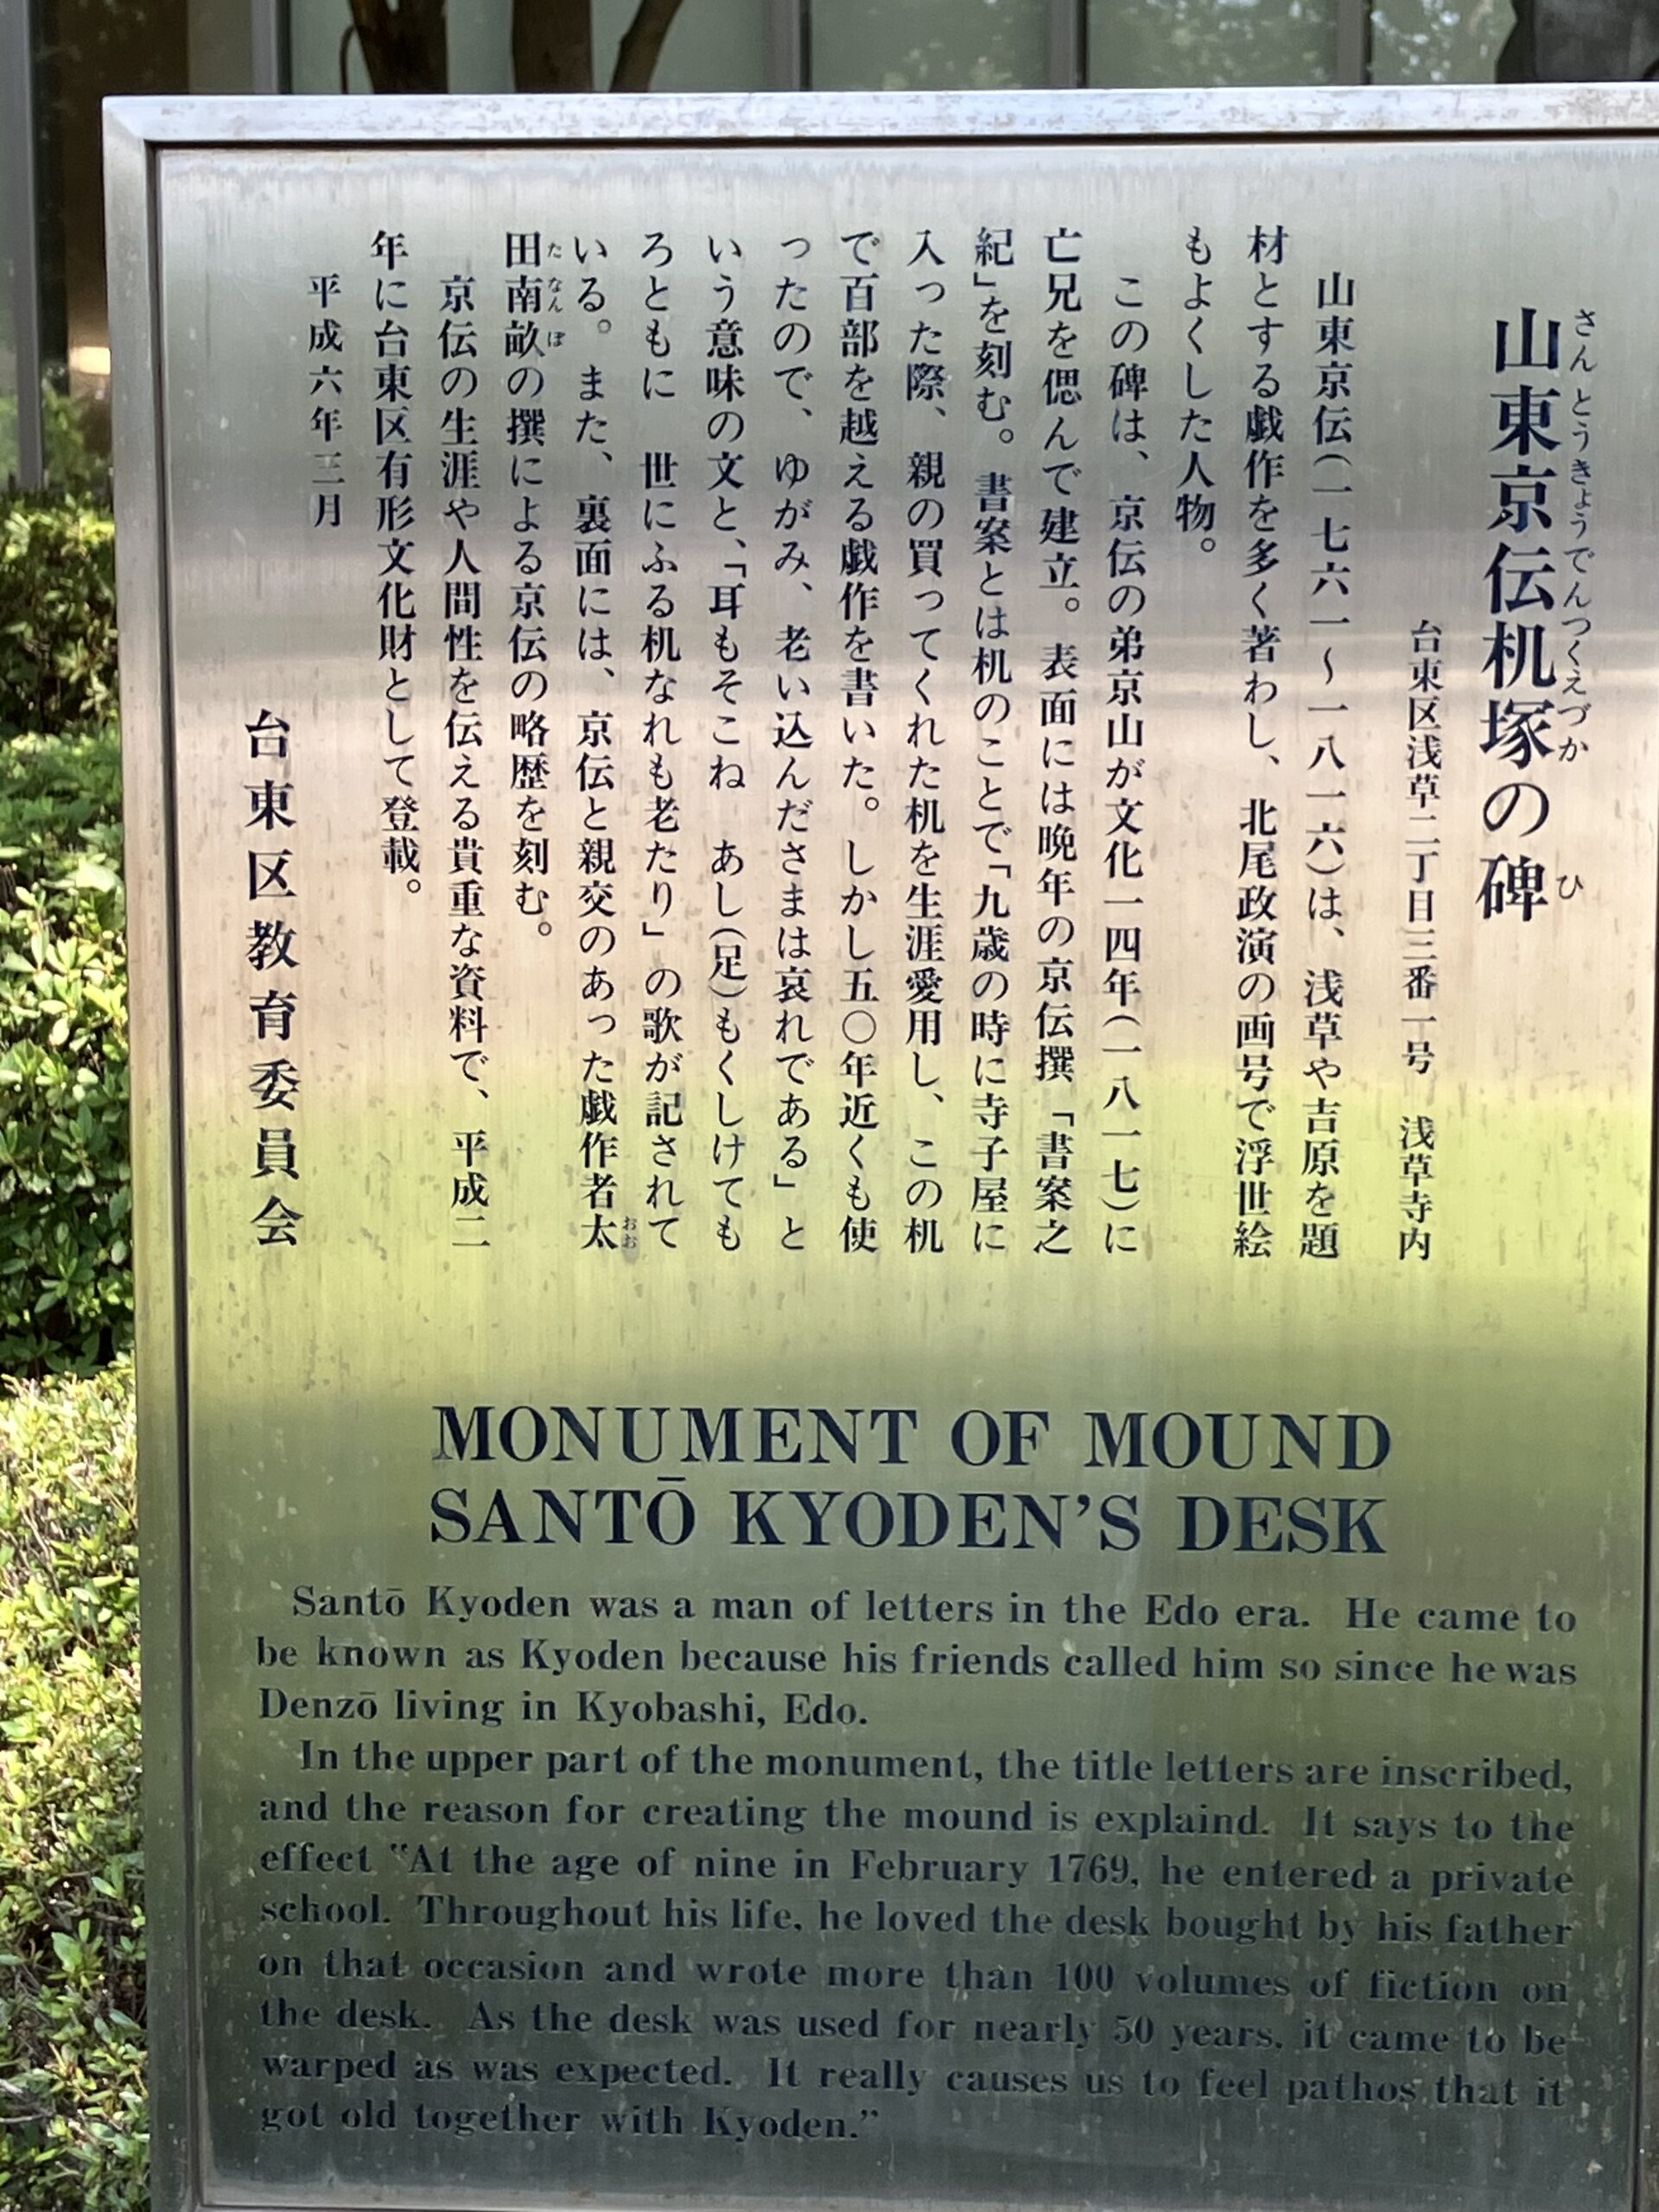 山東京伝机塚の碑
さんとうきょうでんつくえづか ひ
台東区浅草二丁目三番一号 浅草寺内
山東京伝(一七六一~一八一六)は、浅草や吉原を題
材とする戯作を多く著わし、北尾政演の画号で浮世絵
もよくした人物。
この碑は、京伝の弟京山が文化一四年(一八一七)に
亡兄を偲んで建立。表面には晩年の京伝撰「書案之
紀」を刻む。書案とは机のことで「九歳の時に寺子屋に
入った際、親の買ってくれた机を生涯愛用し、この机
で百部を越える戯作を書いた。しかし五〇年近くも使
ったので、ゆがみ、老い込んださまは哀れである」と
いう意味の文と、「耳もそこね あし(足)もくしけても
ろともに 世にふる机なれも老たり」の歌が記されて
いる。また、裏面には、京伝と親交のあった戯作者太
おお
田南畝の撰による京伝の略歴を刻む。
た なんぽ
京伝の生涯や人間性を伝える貴重な資料で、平成二
年に台東区有形文化財として登載。
平成六年三月
台東区教育委員会
MONUMENT OF MOUND
SANTŌ KYODEN'S DESK
Santō Kyoden was a man of letters in the Edo era. He came to
be known as Kyoden because his friends called him so since he was
Denzō living in Kyobashi, Edo.
In the upper part of the monument, the title letters are inscribed,
and the reason for creating the mound is explaind. It says to the
effect "At the age of nine in February 1769, he entered a private
school. Throughout his life, he loved the desk bought by his father
on that occasion and wrote more than 100 volumes of fiction on
the desk. As the desk was used for nearly 50 years, it came to be
warped as was expected. It really causes us to feel pathos that it
got old together with Kyoden."